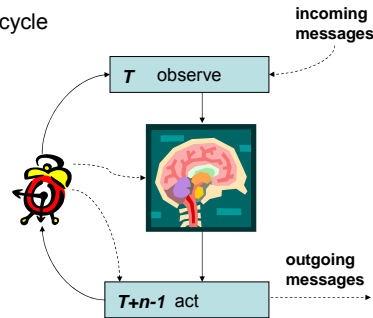 cycle
incoming
messages
T observe
outgoing
messages
T+n-1 act